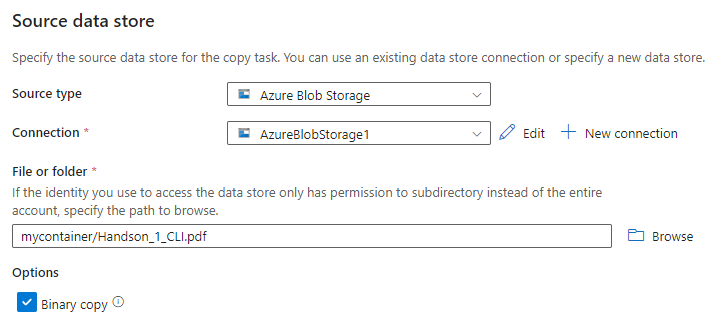 Source data store
Specify the source data store for the copy task. You can use an existing data store connection or specify a new data store.
Source type
Azure Blob Storage
Connection *
AzureBlobStorage1
Edit
New connection
File or folder *
If the identity you use to access the data store only has permission to subdirectory instead of the entire
account, specify the path to browse.
mycontainer/Handson_1_CLI.pdf
Browse
Options
Binary copy